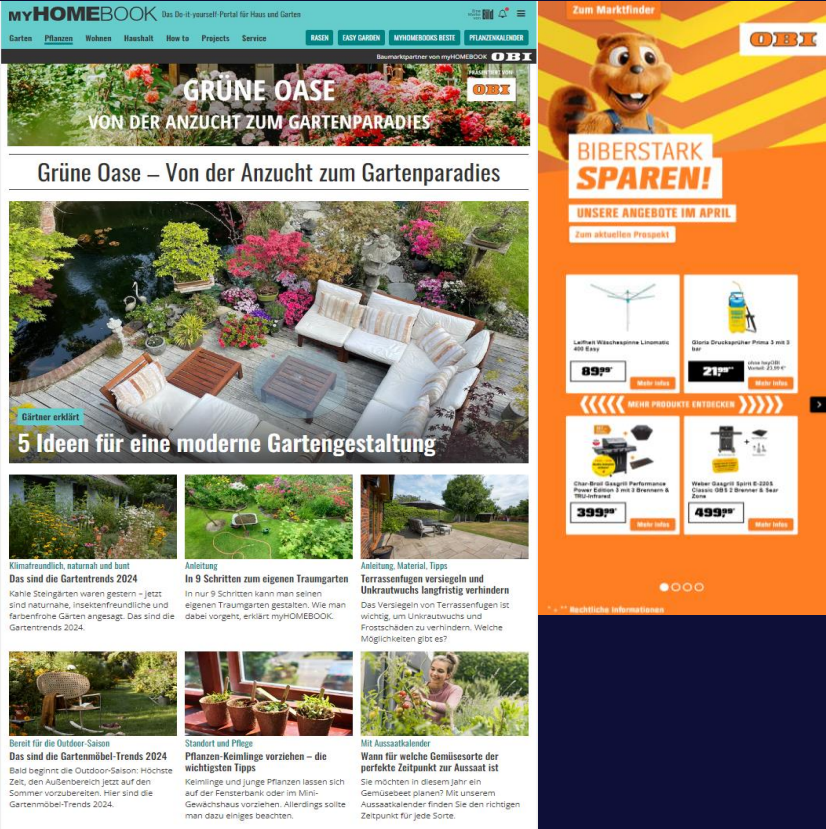 myHOMEBOOK Das Do-it-yourself-Portal für Haus und Garten
Garten Pflanzen Wohnen Haushalt How to Projects Service
RASEN EASY GARDEN MYHOMEBOOKS BESTE PFLANZENKALENDER
Baumarktpartner von myHOMEBOOK OBI
PRÄSENTIERT VON
OBI
GRÜNE OASE
VON DER ANZUCHT ZUM GARTENPARADIES
Grüne Oase – Von der Anzucht zum Gartenparadies
Gärtner erklärt
5 Ideen für eine moderne Gartengestaltung
Klimafreundlich, naturnah und bunt
Das sind die Gartentrends 2024
Kahle Steingärten waren gestern – jetzt
sind naturnahe, insektenfreundliche und
farbenfrohe Gärten angesagt. Das sind die
Gartentrends 2024.
Anleitung
In 9 Schritten zum eigenen Traumgarten
In nur 9 Schritten kann man seinen
eigenen Traumgarten gestalten. Wie man
dabei vorgeht, erklärt myHOMEBOOK.
Anleitung, Material, Tipps
Terrassenfugen versiegeln und
Unkrautwuchs langfristig verhindern
Das Versiegeln von Terrassenfugen ist
wichtig, um Unkrautwuchs und
Frostschäden zu verhindern. Welche
Möglichkeiten gibt es?
Bereit für die Outdoor-Saison
Das sind die Gartenmöbel-Trends 2024
Bald beginnt die Outdoor-Saison: Höchste
Zeit, den Außenbereich jetzt auf den
Sommer vorzubereiten. Hier sind die
Gartenmöbel-Trends 2024.
Standort und Pflege
Pflanzen-Keimlinge vorziehen – die
wichtigsten Tipps
Keimlinge und junge Pflanzen lassen sich
auf der Fensterbank oder im Mini-
Gewächshaus vorziehen. Allerdings sollte
man dazu einiges beachten.
Mit Aussaatkalender
Wann für welche Gemüsesorte der
perfekte Zeitpunkt zur Aussaat ist
Sie möchten in diesem Jahr ein
Gemüsebeet planen? Mit unserem
Aussaatkalender finden Sie den richtigen
Zeitpunkt für jede Sorte.
Zum Marktfinder
OBI
BIBERSTARK
SPAREN!
UNSERE ANGEBOTE IM APRIL
Zum aktuellen Prospekt
Leifheit Wäschespinne Linomatic
400 Easy
89,99*
Mehr Infos
Gloria Drucksprüher Prima 3 mit 3
bar
21,99**
ohne heyOBI
Vorteil: 23,99 €*
Mehr Infos
MEHR PRODUKTE ENTDECKEN
Char-Broil Gasgrill Performance
Power Edition 3 mit 3 Brennern &
TRU-Infrared
399,99*
Mehr Infos
Weber Gasgrill Spirit E-220S
Classic GBS 2 Brenner & Sear
Zone
499,99*
Mehr Infos
* + ** Rechtliche Informationen